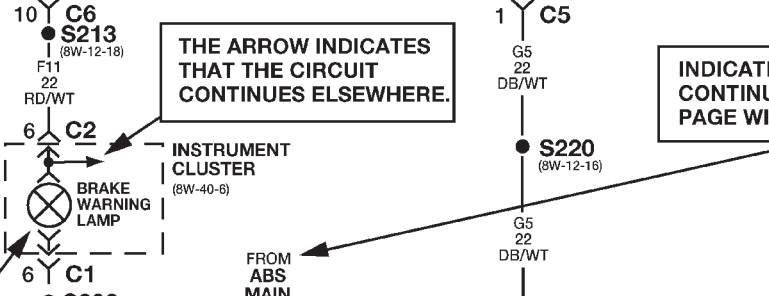 10 C6
S213
(8W-12-18)
F11
22
RD/WT
6 C2
THE ARROW INDICATES
THAT THE CIRCUIT
CONTINUES ELSEWHERE.
INSTRUMENT
CLUSTER
(8W-40-6)
BRAKE
WARNING
LAMP
6 C1
FROM
ABS
MAIN
1 C5
G5
22
DB/WT
S220
(8W-12-16)
G5
22
DB/WT